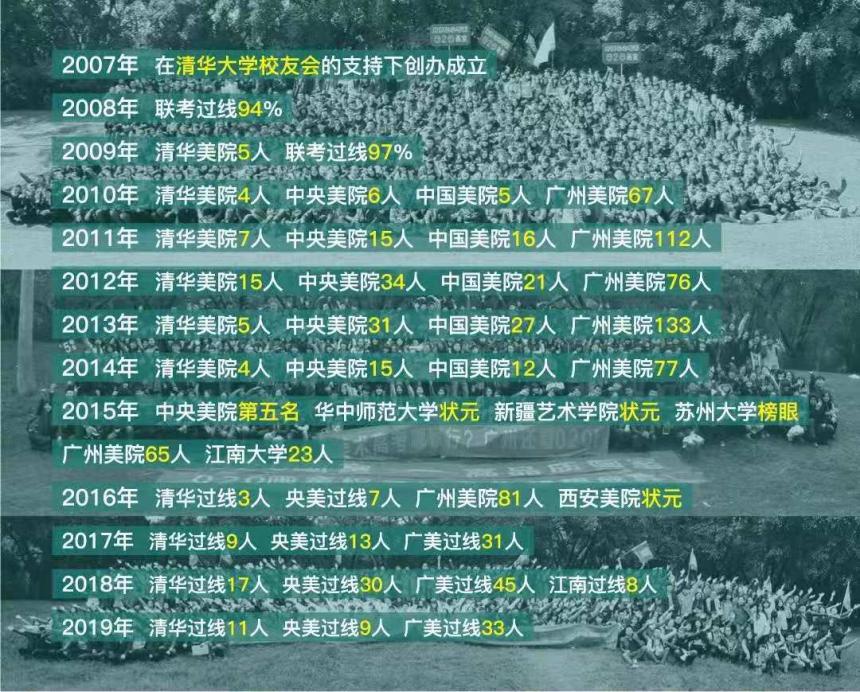 2007年 在清华大学校友会的支持下创办成立
2008年 联考过线94%
2009年 清华美院5人 联考过线97%
2010年 清华美院4人 中央美院6人 中国美院5人 广州美院67人
2011年 清华美院7人 中央美院15人 中国美院16人 广州美院112人
2012年 清华美院15人 中央美院34人 中国美院21人 广州美院76人
2013年 清华美院5人 中央美院31人 中国美院27人 广州美院133人
2014年 清华美院4人 中央美院15人 中国美院12人 广州美院77人
2015年 中央美院第五名 华中师范大学状元 新疆艺术学院状元 苏州大学榜眼
广州美院65人 江南大学23人
2016年 清华过线3人 央美过线7人 广州美院81人 西安美院状元
2017年 清华过线9人 央美过线13人 广美过线31人
2018年 清华过线17人 央美过线30人 广美过线45人 江南过线8人
2019年 清华过线11人 央美过线9人 广美过线33人